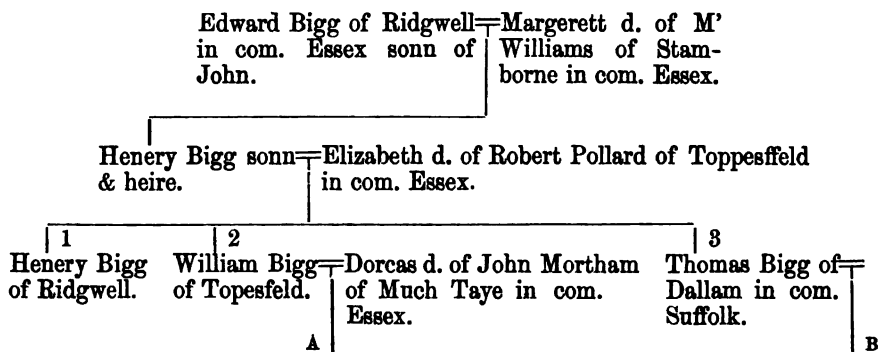 Edward Bigg of Ridgwell
in com. Essex sonn of
John.
Margerett d. of M'
Williams of Stam-
borne in com. Essex.
Henery Bigg sonn
& heire.
Elizabeth d. of Robert Pollard of Toppesffeld
in com. Essex.
1
Henery Bigg
of Ridgwell.
2
William Bigg
of Topesfeld.
Dorcas d. of John Mortham
of Much Taye in com.
Essex.
3
Thomas Bigg of
Dallam in com.
Suffolk.
A
B